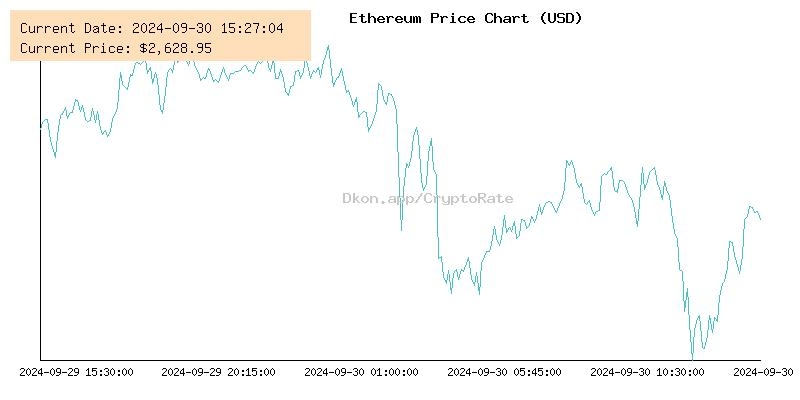 Ethereum Price Chart (USD)
Current Date: 2024-09-30 15:27:04
Current Price: $2,628.95
Dkon.app/CryptoRate
2024-09-29 15:30:00
2024-09-29 20:15:00
2024-09-30 01:00:00
2024-09-30 05:45:00
2024-09-30 10:30:00
2024-09-30